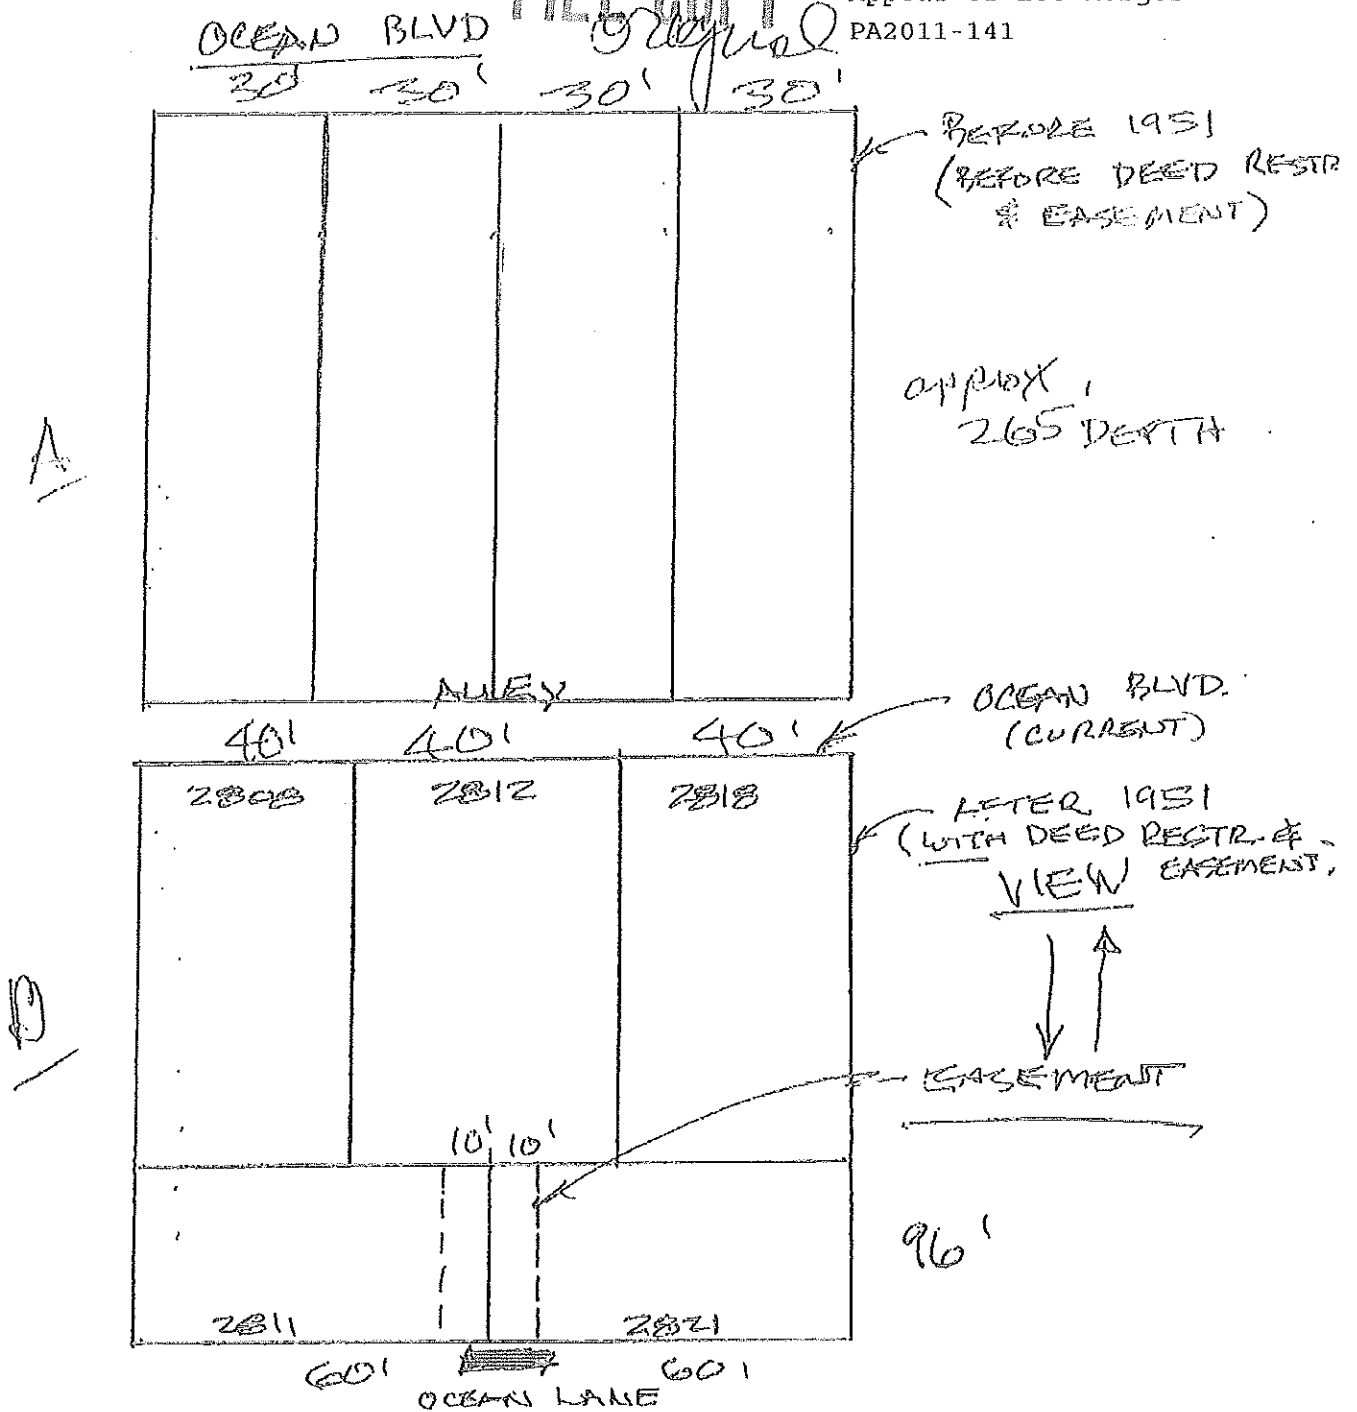 PA2011-141
OCEAN BLVD Original
30' 30' 30' 30'
BEFORE 1951
(BEFORE DEED RESTR
& EASEMENT)
approx.
265' DEPTH
A
ALLEY
OCEAN BLVD.
(CURRENT)
40' 40' 40'
2808 2812 2818
AFTER 1951
(WITH DEED RESTR. &
EASEMENT.
VIEW
B
EASEMENT
10' 10'
96'
2811 2821
60' 60'
OCEAN LANE